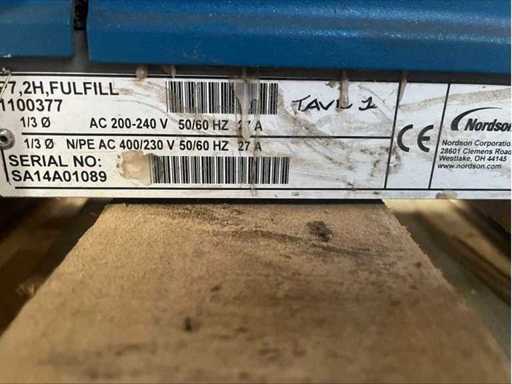 7,2H,FULFILL
1100377
1/3 Ø AC 200-240 V 50/60 HZ A
1/3 Ø N/PE AC 400/230 V 50/60 HZ 27 A
SERIAL NO:
SA14A01089
1
CE
Nordson
Nordson Corporation
28601 Clemens Road
Westlake, OH 44145
www.nordson.com